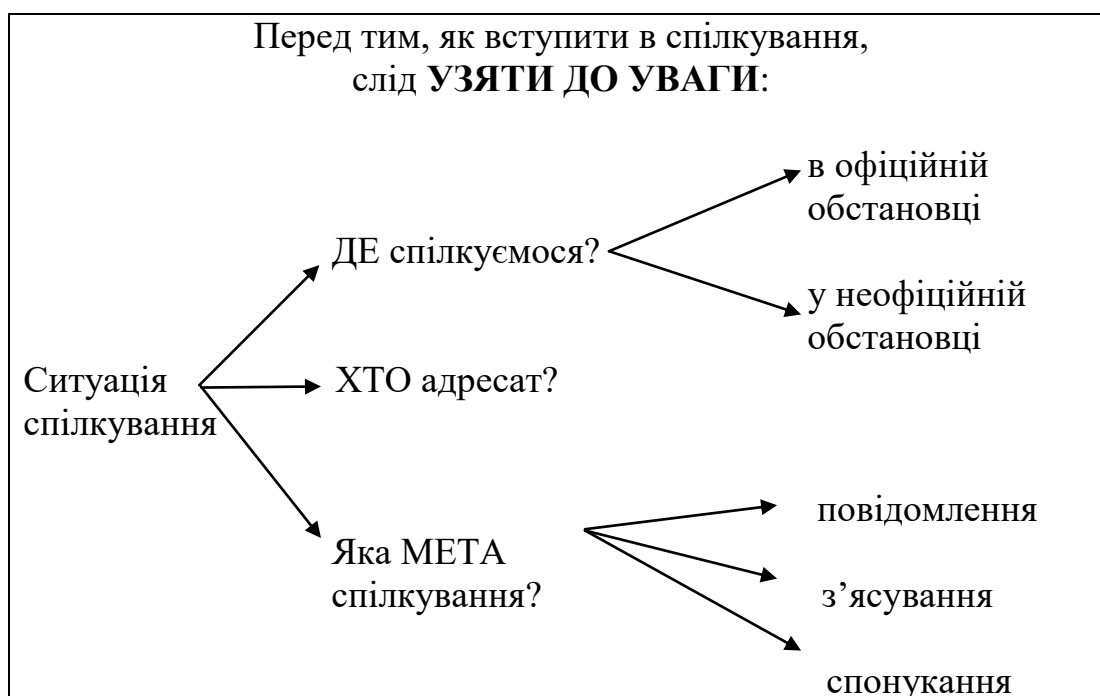 Перед тим, як вступити в спілкування,
слід УЗЯТИ ДО УВАГИ:
в офіційній
обстановці
ДЕ спілкуємося?
у неофіційній
обстановці
Ситуація
спілкування
ХТО адресат?
повідомлення
Яка МЕТА
спілкування?
з’ясування
спонукання